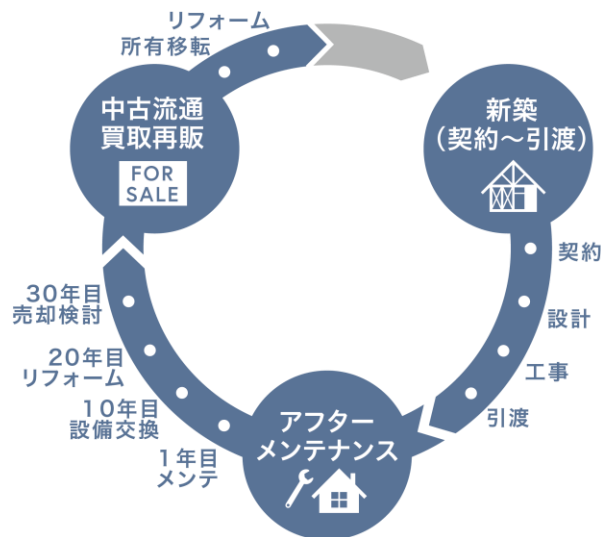 リフォーム
所有移転
中古流通
買取再販
FOR
SALE
新築
（契約～引渡）
契約
設計
工事
引渡
アフター
メンテナンス
1年目
メンテ
10年目
設備交換
20年目
リフォーム
30年目
売却検討